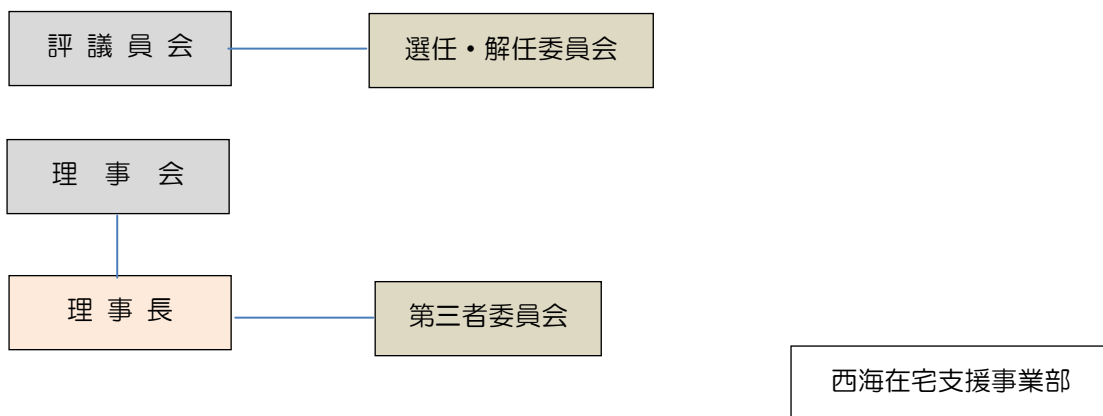 評 議 員 会
選任・解任委員会
理 事 会
理 事 長
第三者委員会
西海在宅支援事業部